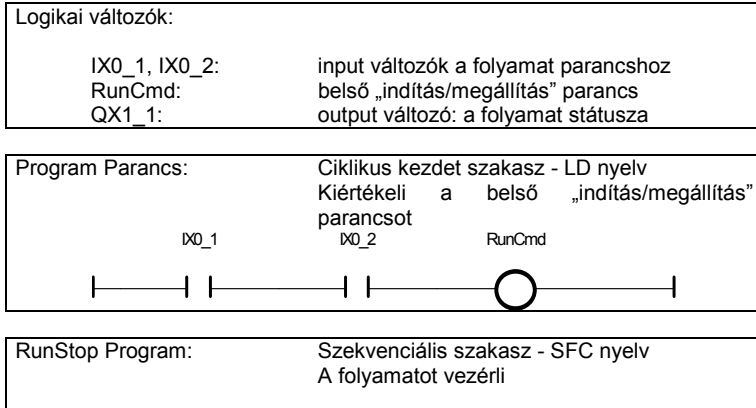 Logikai változók:
IX0_1, IX0_2: input változók a folyamat parancshoz
RunCmd: belső „indítás/megállítás” parancs
QX1_1: output változó: a folyamat státusza
Program Parancs: Ciklikus kezdet szakasz - LD nyelv
Kiértékeli a belső „indítás/megállítás”
parancsot
IX0_1 IX0_2 RunCmd
RunStop Program: Szekvenciális szakasz - SFC nyelv
A folyamatot vezérli